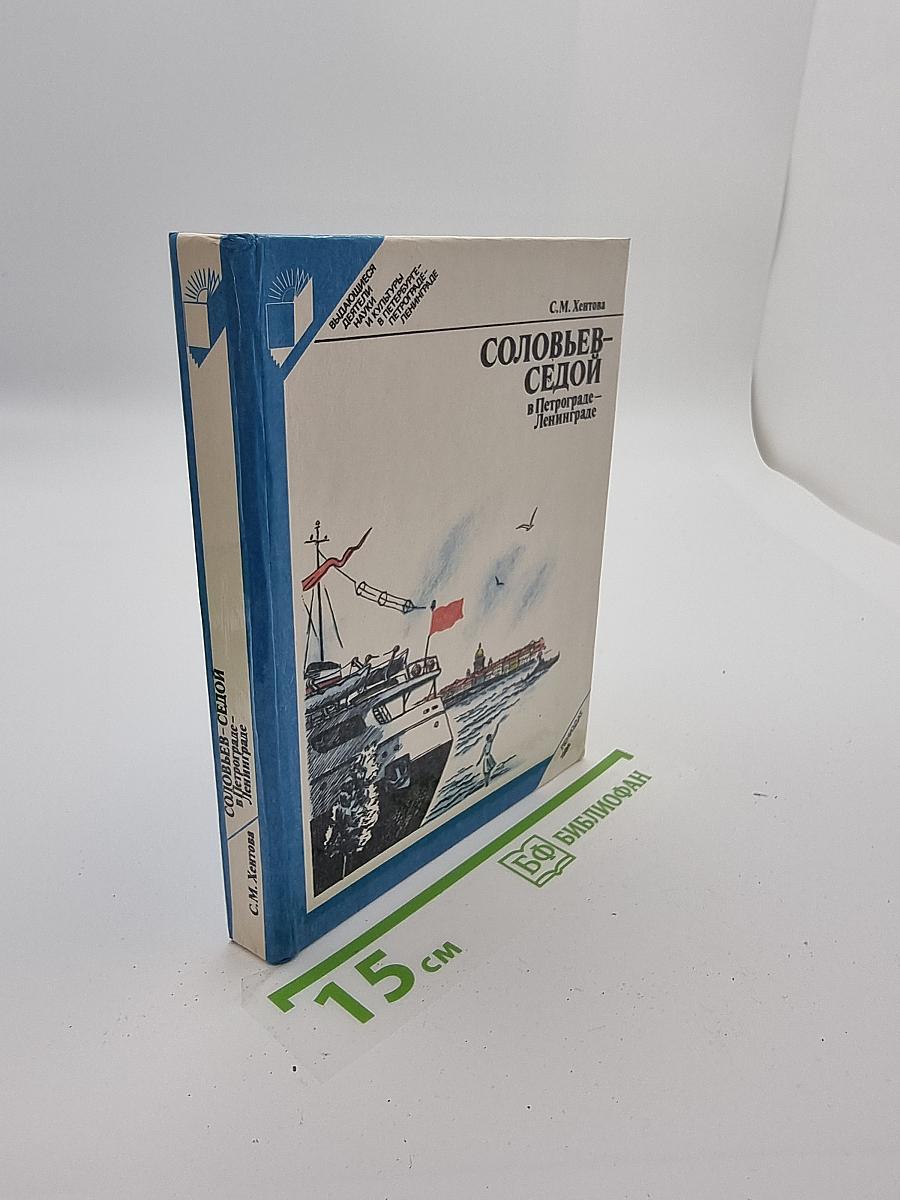 ВЫДАЮЩИЕСЯ
ДЕЯТЕЛИ
НАУКИ
И КУЛЬТУРЫ
В ПЕТЕРБУРГЕ–
ПЕТРОГРАДЕ–
ЛЕНИНГРАДЕ
С.М. Хентова
СОЛОВЬЕВ–
СЕДОЙ
в Петрограде–
Ленинграде
СОЛОВЬЕВ–СЕДОЙ
в Петрограде–
Ленинграде
С.М. Хентова
БФ БИБЛИОФАН
15 см